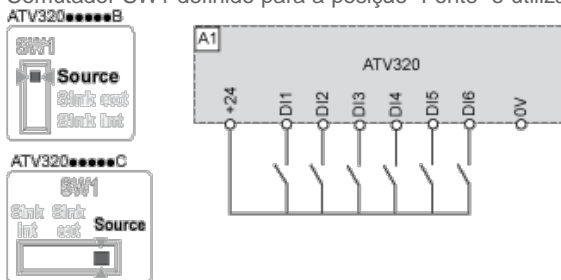 Comutador SW1 definido para a posição "Fonte" e utiliza
ATV320●●●●●B
SW1
Source
Sink ext
Sink Int
ATV320●●●●●C
SW1
Sink Int
Sink ext
Source
A1
ATV320
+24
DI1
DI2
DI3
DI4
DI5
DI6
0V